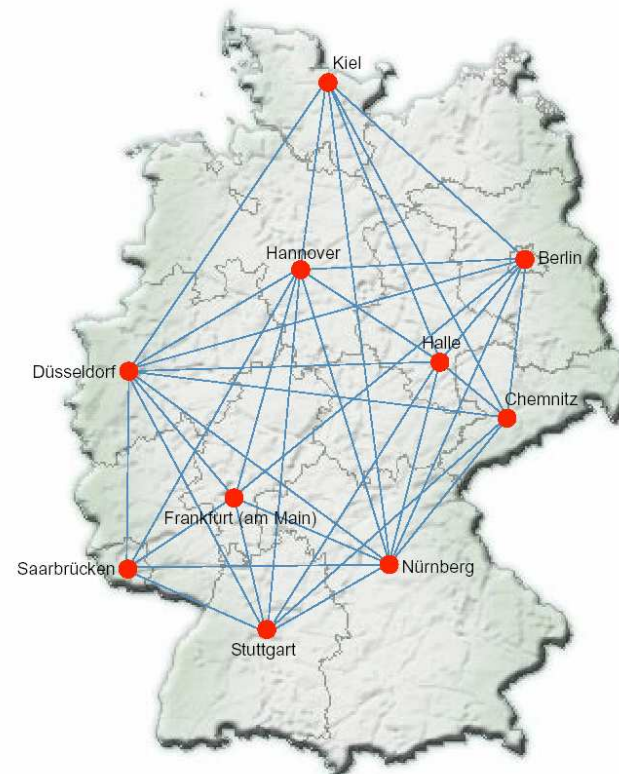 Kiel
Hannover
Berlin
Halle
Düsseldorf
Chemnitz
Frankfurt (am Main)
Saarbrücken
Nürnberg
Stuttgart